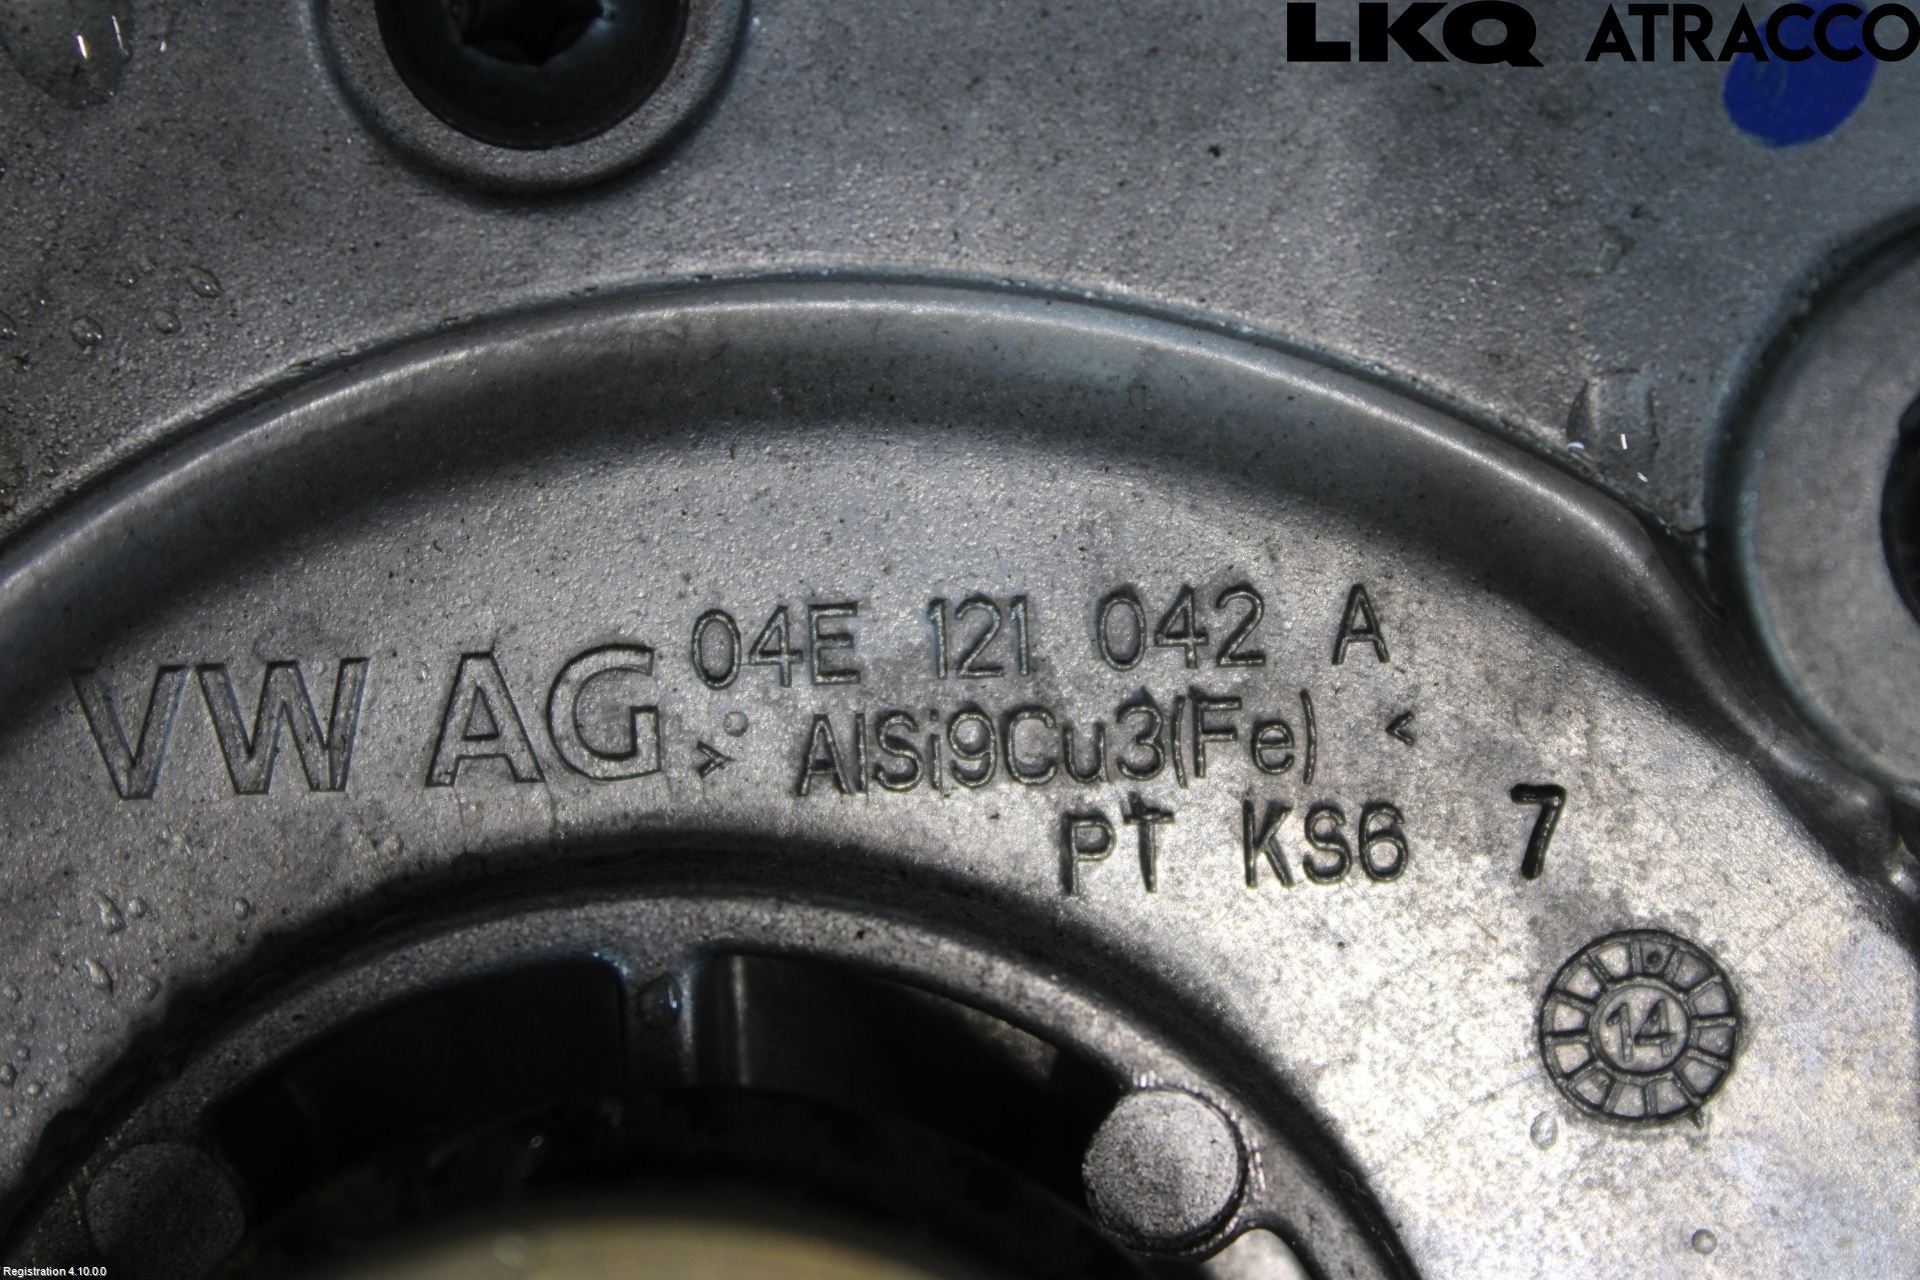 LKQ ATRACCO
VW AG
04E 121 042 A
> AlSi9Cu3(Fe) <
PT KS6 7
14
Registration 4.10.0.0